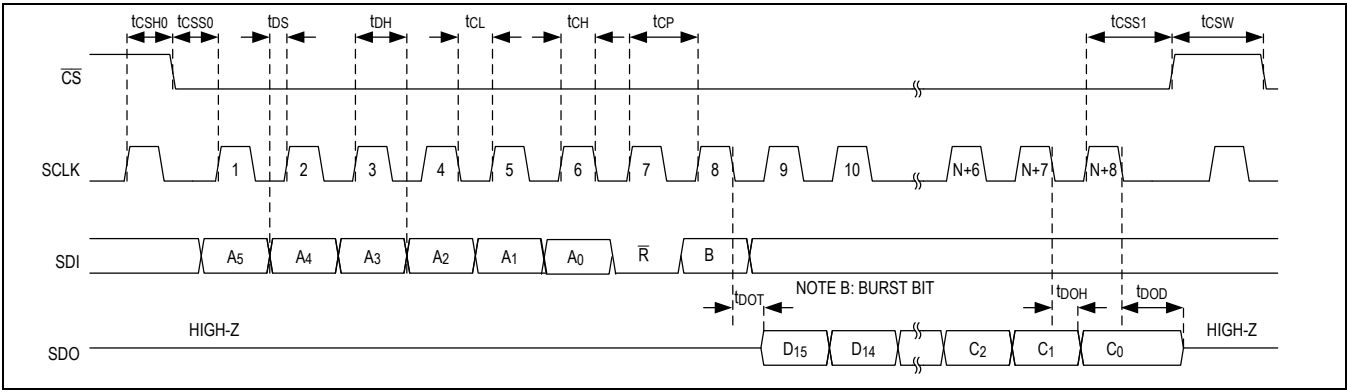 tCSH0 tCSS0 tDS tDH tCL tCH tCP tCSS1 tCSW
CS
SCLK 1 2 3 4 5 6 7 8 9 10 N+6 N+7 N+8
SDI A5 A4 A3 A2 A1 A0 R B
NOTE B: BURST BIT
tDOT tDOH tDOD
HIGH-Z HIGH-Z
SDO D15 D14 C2 C1 C0